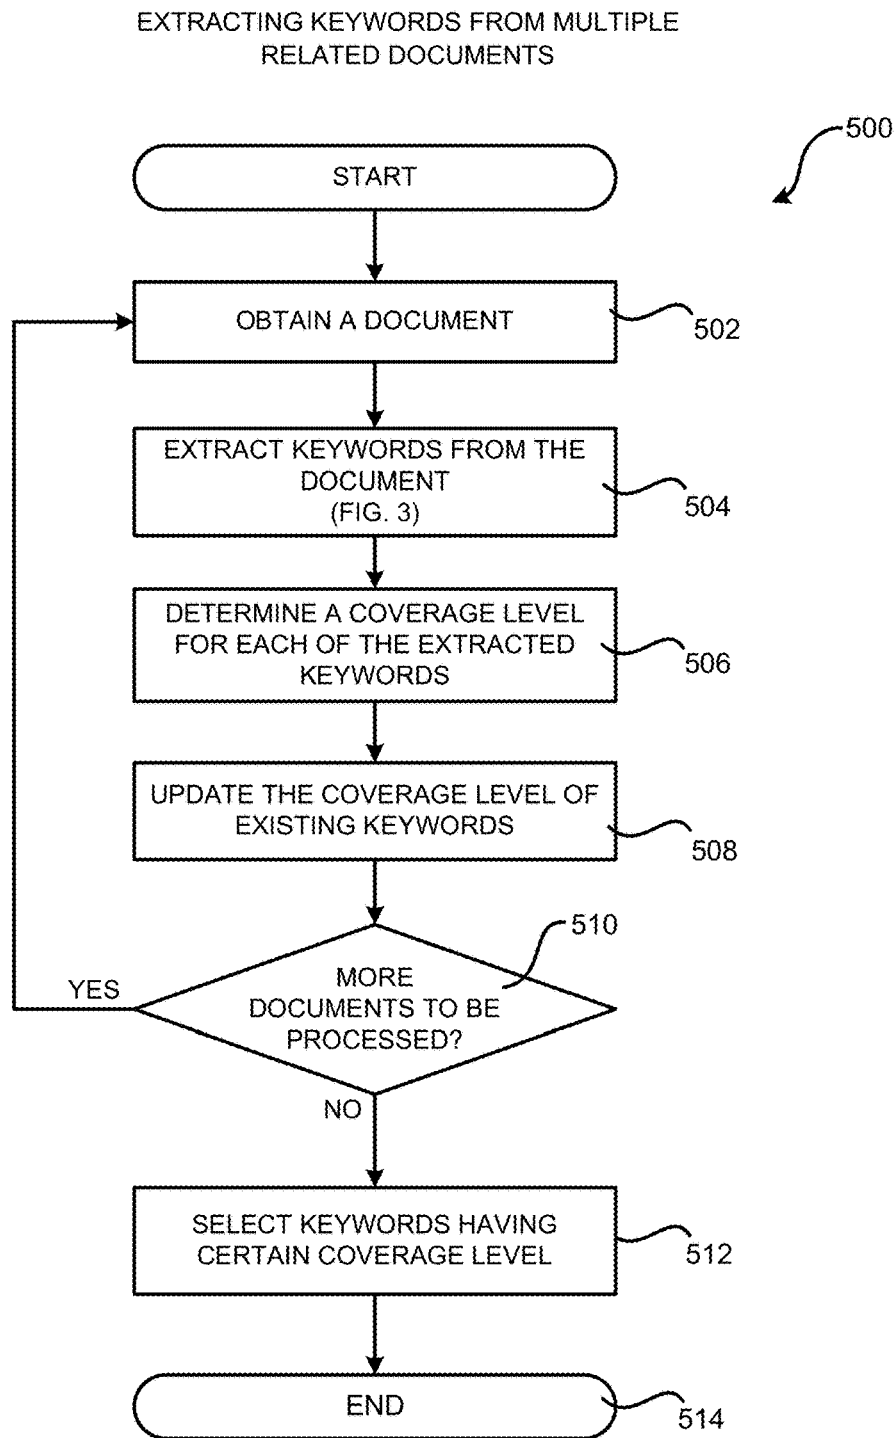 EXTRACTING KEYWORDS FROM MULTIPLE
RELATED DOCUMENTS
500
START
OBTAIN A DOCUMENT
502
EXTRACT KEYWORDS FROM THE
DOCUMENT
(FIG. 3)
504
DETERMINE A COVERAGE LEVEL
FOR EACH OF THE EXTRACTED
KEYWORDS
506
UPDATE THE COVERAGE LEVEL OF
EXISTING KEYWORDS
508
510
YES
MORE
DOCUMENTS TO BE
PROCESSED?
NO
SELECT KEYWORDS HAVING
CERTAIN COVERAGE LEVEL
512
END
514